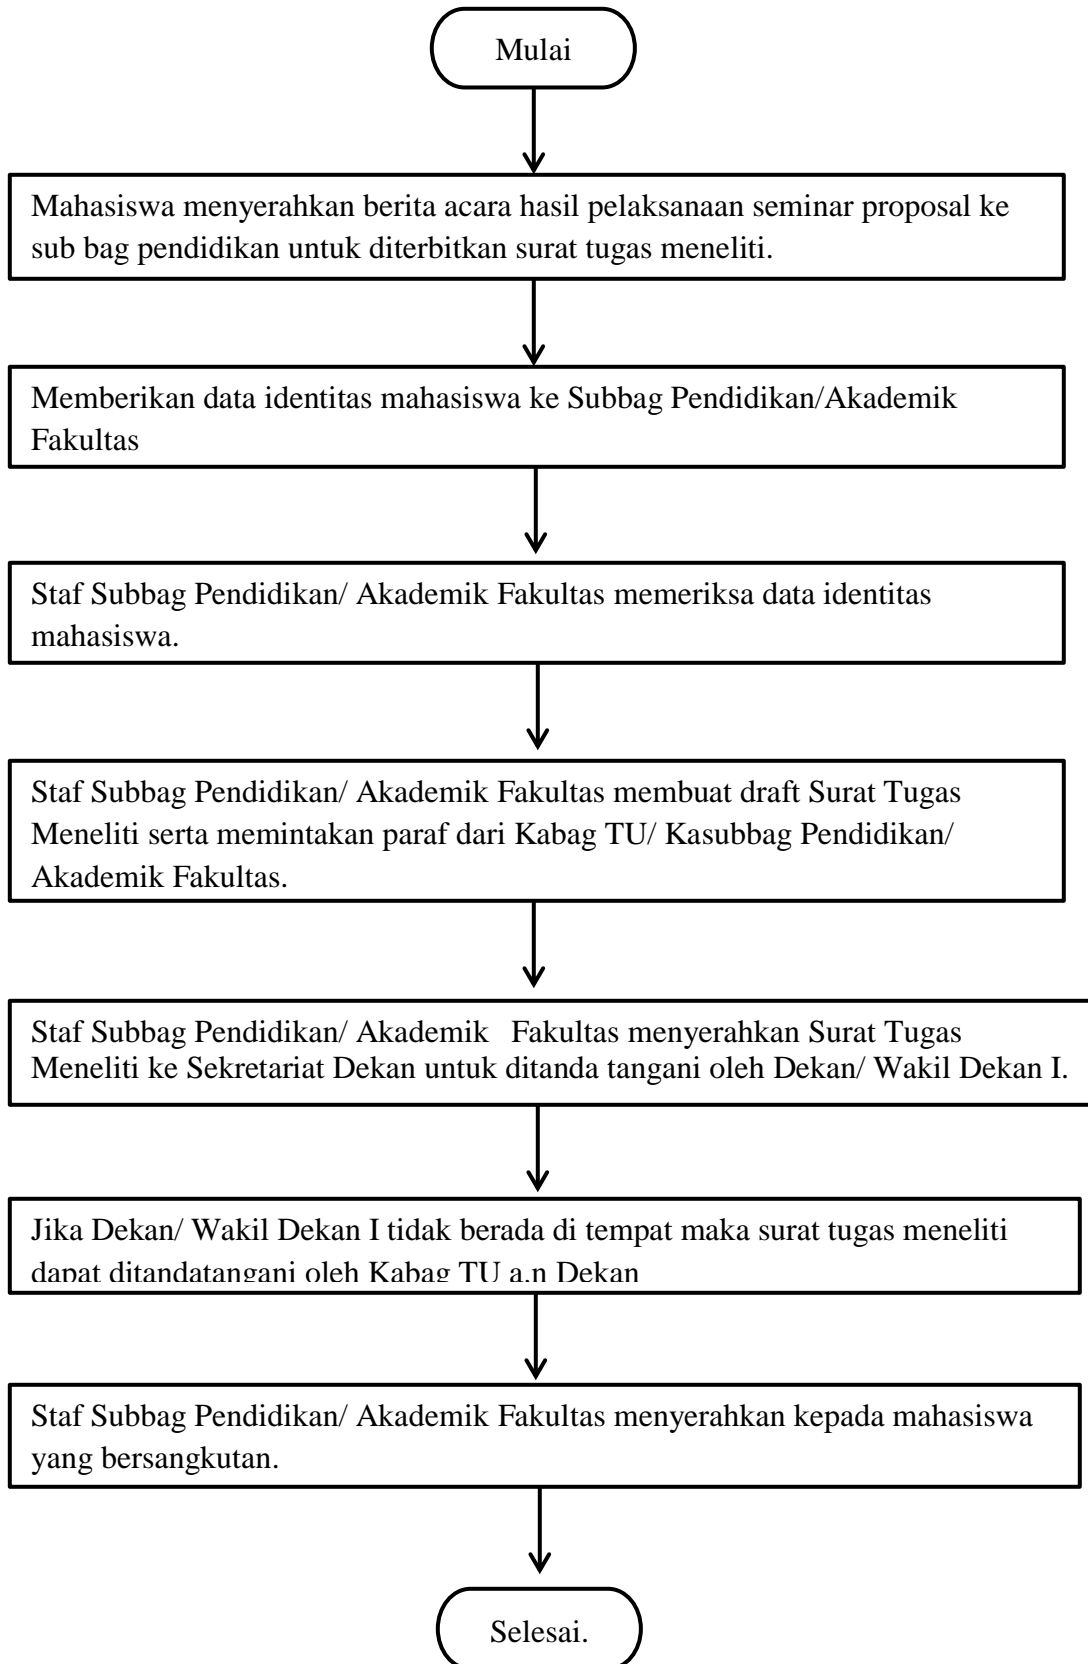 Mulai
Mahasiswa menyerahkan berita acara hasil pelaksanaan seminar proposal ke
sub bag pendidikan untuk diterbitkan surat tugas meneliti.
Memberikan data identitas mahasiswa ke Subbag Pendidikan/Akademik
Fakultas
Staf Subbag Pendidikan/ Akademik Fakultas memeriksa data identitas
mahasiswa.
Staf Subbag Pendidikan/ Akademik Fakultas membuat draft Surat Tugas
Meneliti serta memintakan paraf dari Kabag TU/ Kasubbag Pendidikan/
Akademik Fakultas.
Staf Subbag Pendidikan/ Akademik   Fakultas menyerahkan Surat Tugas
Meneliti ke Sekretariat Dekan untuk ditanda tangani oleh Dekan/ Wakil Dekan I.
Jika Dekan/ Wakil Dekan I tidak berada di tempat maka surat tugas meneliti
dapat ditandatangani oleh Kabag TU a.n Dekan
Staf Subbag Pendidikan/ Akademik Fakultas menyerahkan kepada mahasiswa
yang bersangkutan.
Selesai.